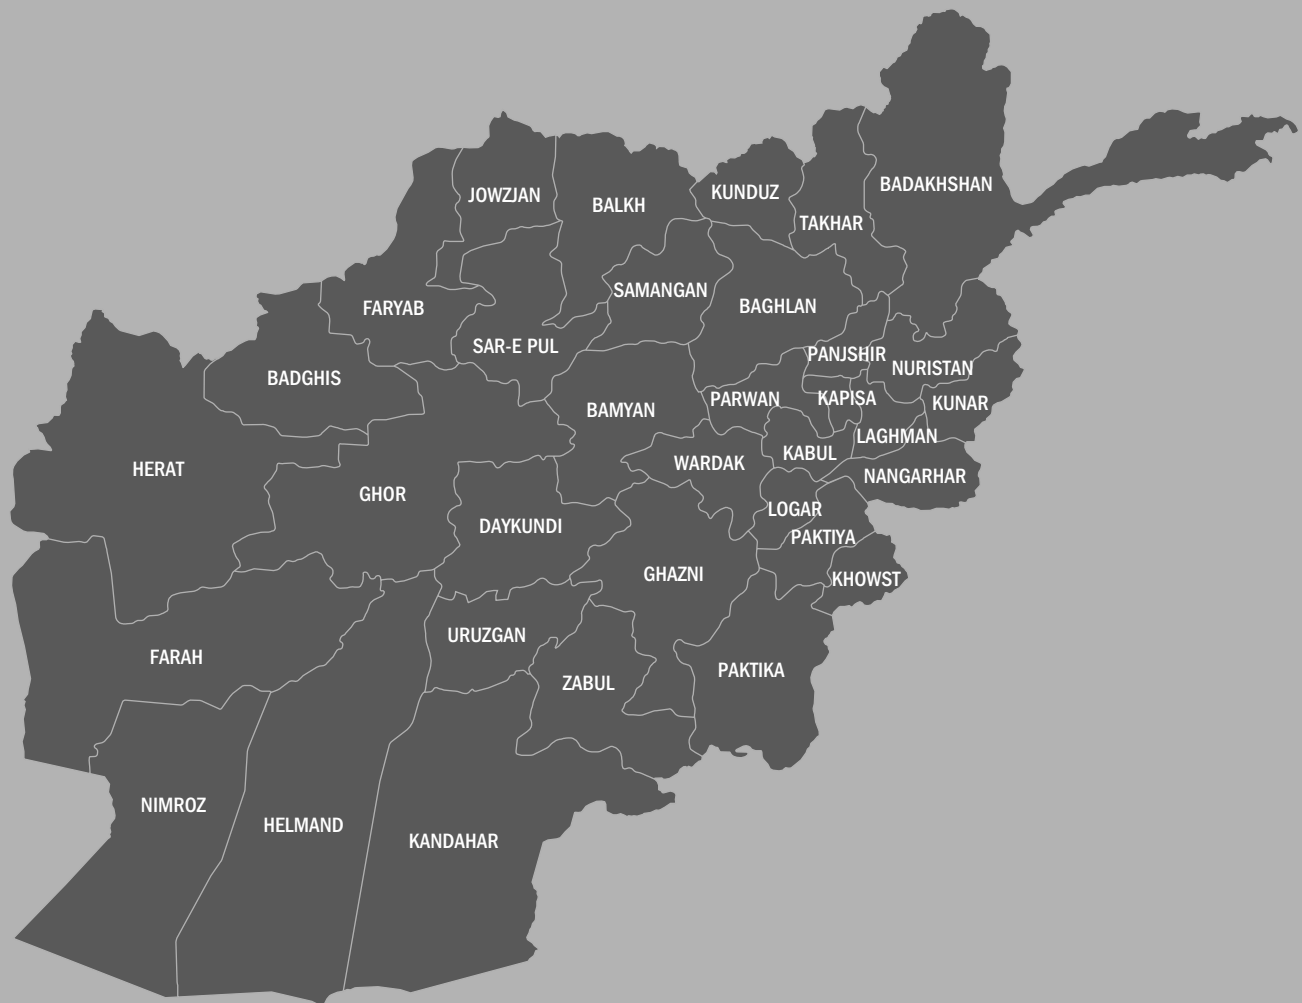 BADAKHSHAN
KUNDUZ
JOWZJAN
BALKH
TAKHAR
SAMANGAN
BAGHLAN
FARYAB
SAR-E PUL
PANJSHIR
NURISTAN
BADGHIS
PARWAN
KAPISA
KUNAR
BAMYAN
LAGHMAN
KABUL
WARDAK
HERAT
NANGARHAR
GHOR
LOGAR
DAYKUNDI
PAKTIYA
GHAZNI
KHOWST
URUZGAN
FARAH
PAKTIKA
ZABUL
NIMROZ
HELMAND
KANDAHAR